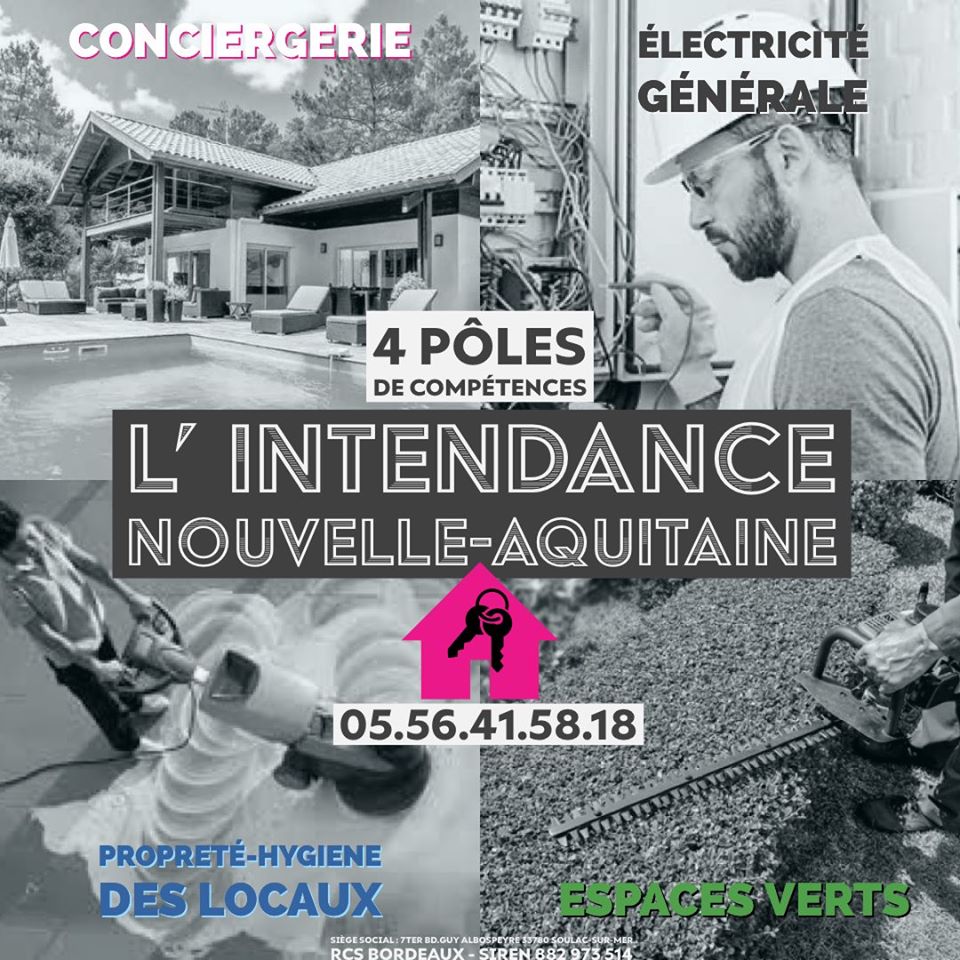 CONCIERGERIE
ÉLECTRICITÉ
GÉNÉRALE
4 PÔLES
DE COMPÉTENCES
L' INTENDANCE
NOUVELLE-AQUITAINE
05.56.41.58.18
PROPRETÉ-HYGIENE
DES LOCAUX
ESPACES VERTS
SIÈGE SOCIAL : 7TER BD.GUY ALBOSPEYRE 33780 SOULAC-SUR-MER
RCS BORDEAUX - SIREN 882 973 514